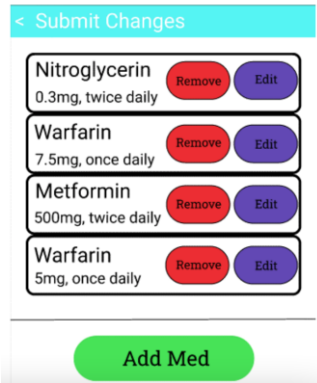 < Submit Changes
Nitroglycerin
0.3mg, twice daily
Remove
Edit
Warfarin
7.5mg, once daily
Remove
Edit
Metformin
500mg, twice daily
Remove
Edit
Warfarin
5mg, once daily
Remove
Edit
Add Med